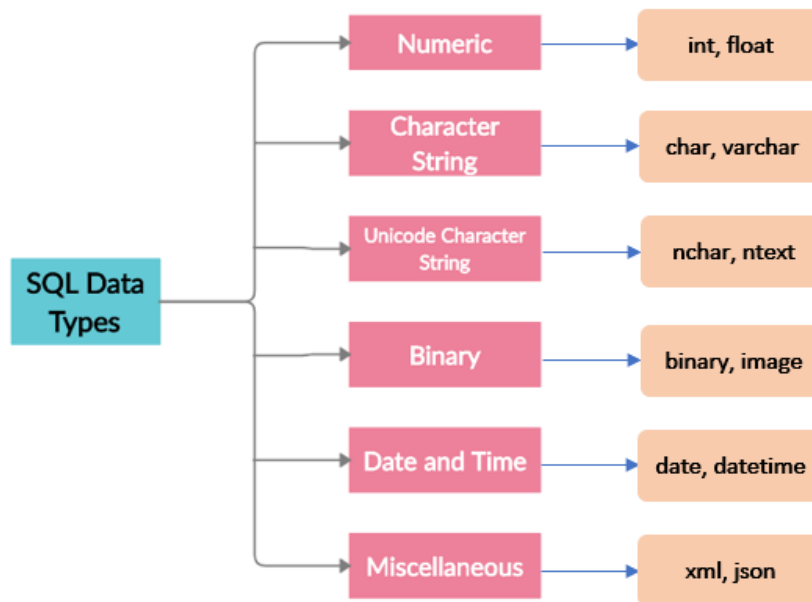 SQL Data
Types
Numeric
int, float
Character
String
char, varchar
Unicode Character
String
nchar, ntext
Binary
binary, image
Date and Time
date, datetime
Miscellaneous
xml, json